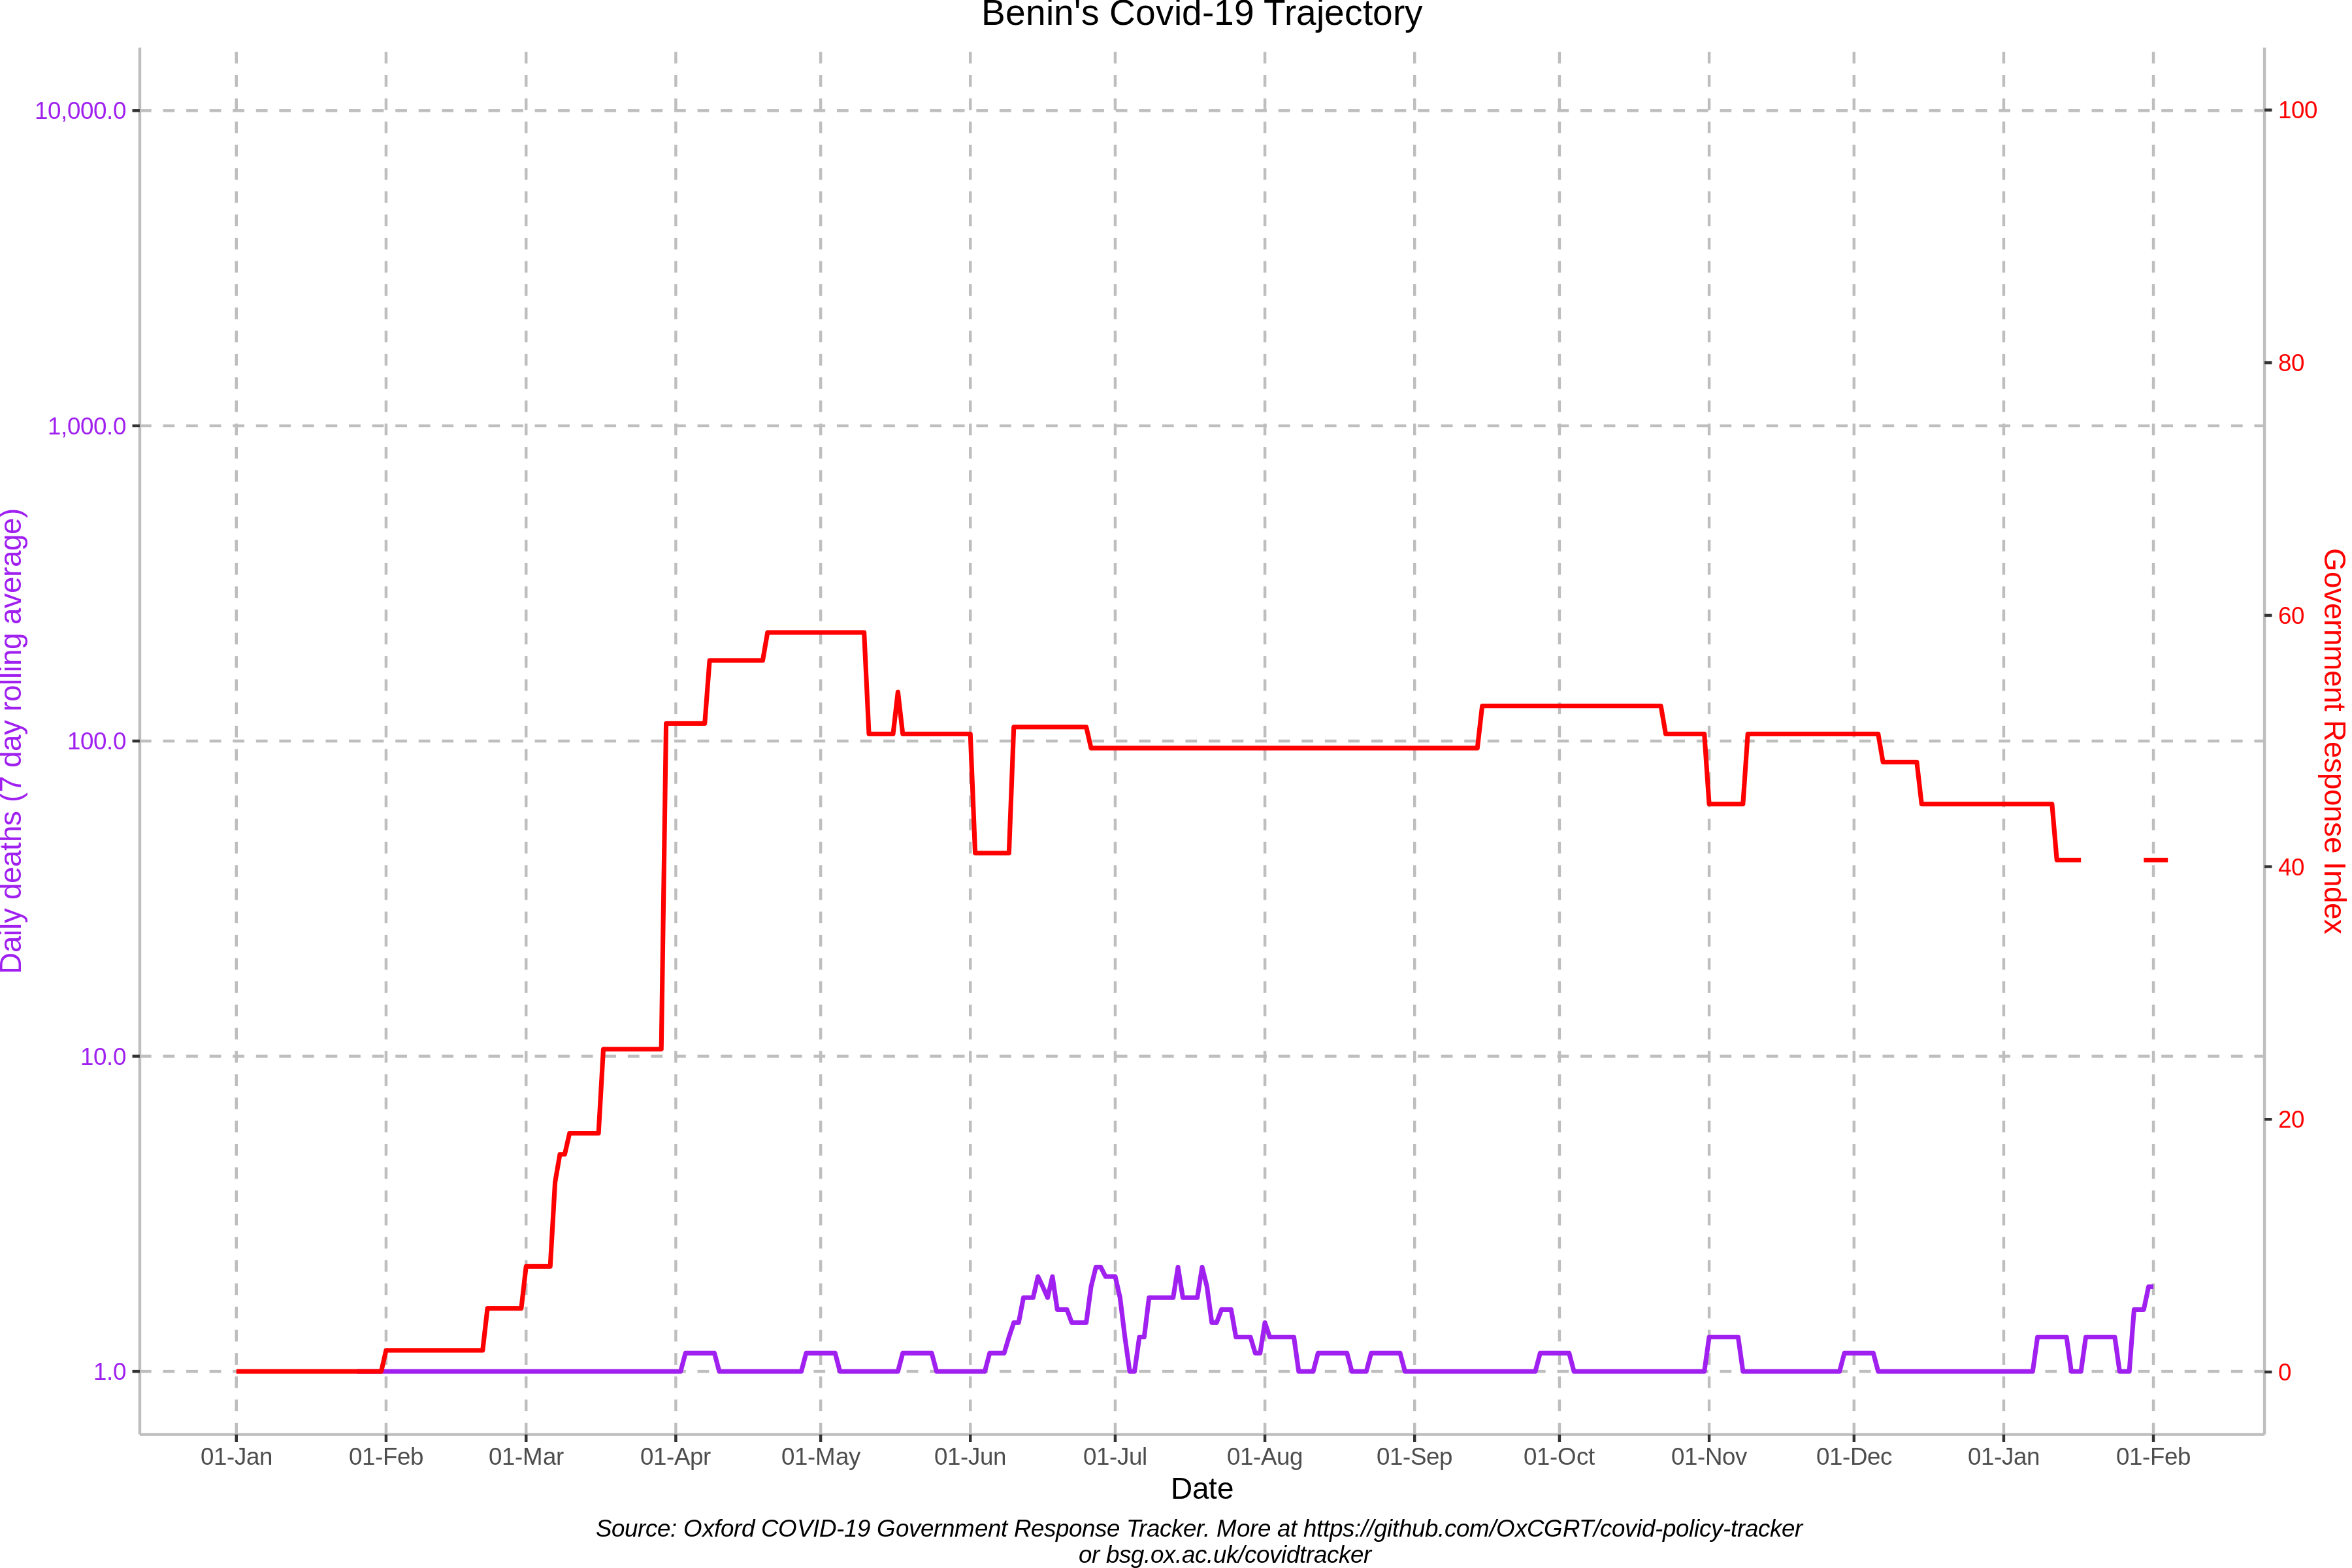 Benin's Covid-19 Trajectory
10,000.0
1,000.0
100.0
10.0
1.0
Daily deaths (7 day rolling average)
100
80
60
40
20
0
Government Response Index
01-Jan 01-Feb 01-Mar 01-Apr 01-May 01-Jun 01-Jul 01-Aug 01-Sep 01-Oct 01-Nov 01-Dec 01-Jan 01-Feb
Date
Source: Oxford COVID-19 Government Response Tracker. More at https://github.com/OxCGRT/covid-policy-tracker
or bsg.ox.ac.uk/covidtracker